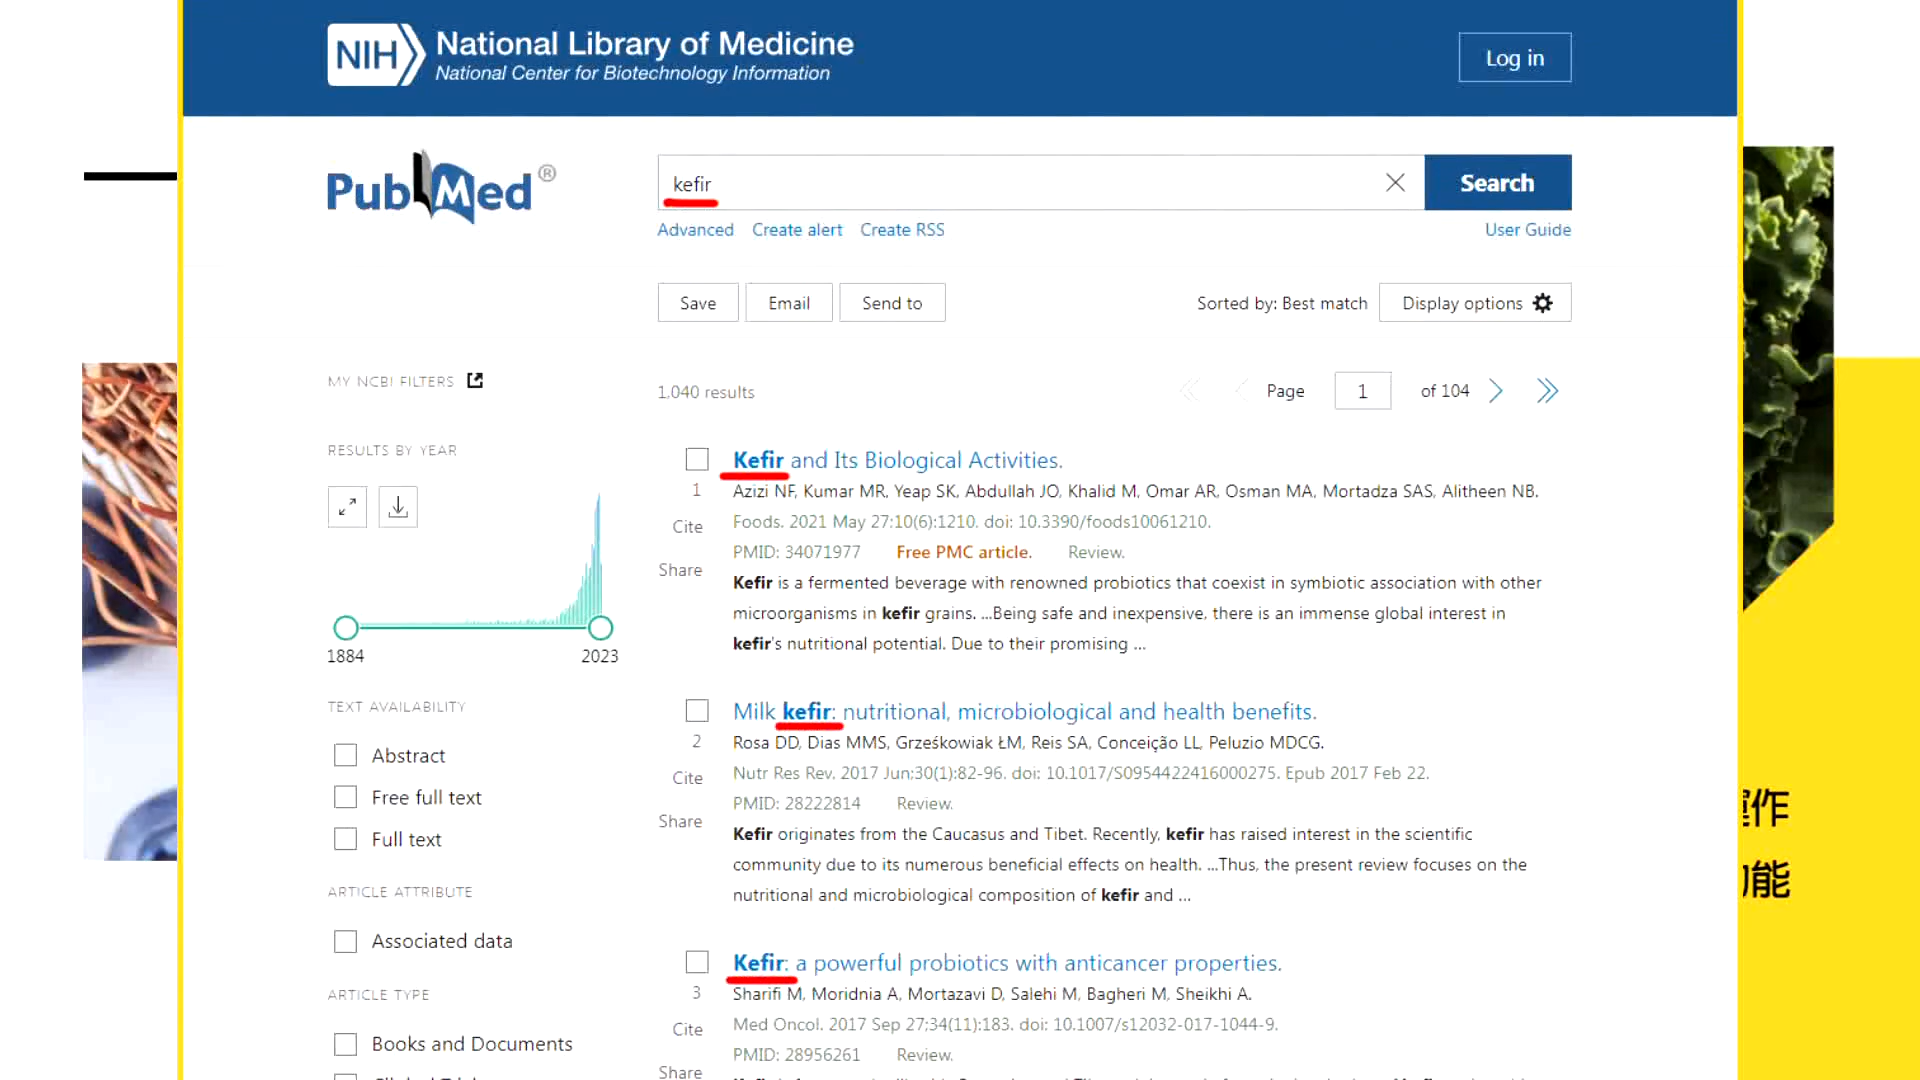 NIH National Library of Medicine
National Center for Biotechnology Information
Log in
PubMed®
kefir
Search
Advanced Create alert Create RSS
User Guide
Save Email Send to
Sorted by: Best match Display options
MY NCBI FILTERS
1,040 results
Page 1 of 104
RESULTS BY YEAR
1884 2023
TEXT AVAILABILITY
Abstract
Free full text
Full text
ARTICLE ATTRIBUTE
Associated data
ARTICLE TYPE
Books and Documents
Kefir and Its Biological Activities.
1
Cite
Share
Azizi NF, Kumar MR, Yeap SK, Abdullah JO, Khalid M, Omar AR, Osman MA, Mortadza SAS, Alitheen NB.
Foods. 2021 May 27;10(6):1210. doi: 10.3390/foods10061210.
PMID: 34071977 Free PMC article. Review.
Kefir is a fermented beverage with renowned probiotics that coexist in symbiotic association with other
microorganisms in kefir grains. ...Being safe and inexpensive, there is an immense global interest in
kefir's nutritional potential. Due to their promising ...
Milk kefir: nutritional, microbiological and health benefits.
2
Cite
Share
Rosa DD, Dias MMS, Grześkowiak ŁM, Reis SA, Conceição LL, Peluzio MDCG.
Nutr Res Rev. 2017 Jun;30(1):82-96. doi: 10.1017/S0954422416000275. Epub 2017 Feb 22.
PMID: 28222814 Review.
Kefir originates from the Caucasus and Tibet. Recently, kefir has raised interest in the scientific
community due to its numerous beneficial effects on health. ...Thus, the present review focuses on the
nutritional and microbiological composition of kefir and ...
Kefir: a powerful probiotics with anticancer properties.
3
Cite
Share
Sharifi M, Moridnia A, Mortazavi D, Salehi M, Bagheri M, Sheikhi A.
Med Oncol. 2017 Sep 27;34(11):183. doi: 10.1007/s12032-017-1044-9.
PMID: 28956261 Review.
作
能